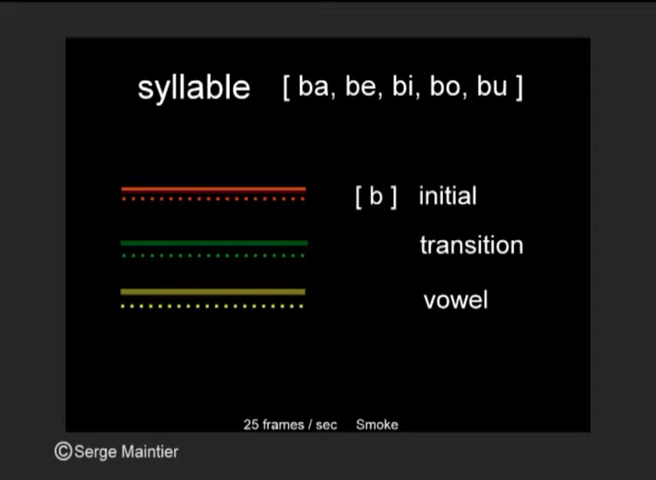 syllable [ ba, be, bi, bo, bu ]
[ b ] initial
transition
vowel
25 frames / sec Smoke
©Serge Maintier